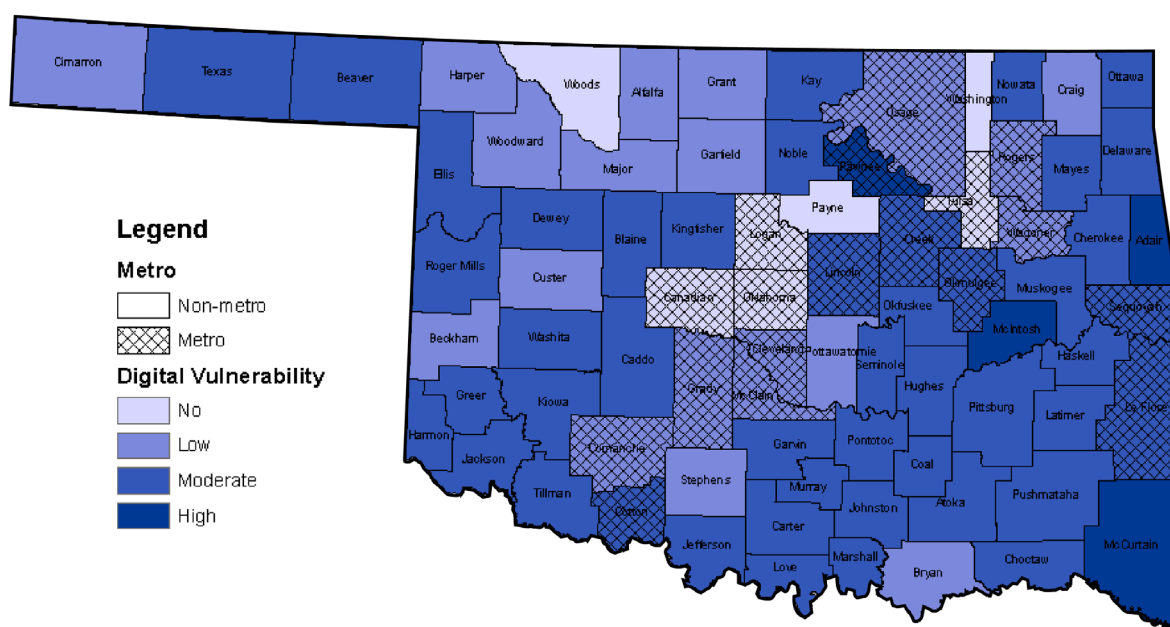 Cimarron
Texas
Beaver
Harper
Woods
Alfalfa
Grant
Kay
Osage
Washington
Nowata
Craig
Ottawa
Woodward
Major
Garfield
Noble
Pawnee
Rogers
Mayes
Delaware
Ellis
Dewey
Blaine
Kingfisher
Logan
Payne
Creek
Tulsa
Wagoner
Cherokee
Adair
Roger Mills
Custer
Canadian
Oklahoma
Lincoln
Okmulgee
Muskogee
Sequoyah
Beckham
Washita
Caddo
Grady
Cleveland
Pottawatomie
Seminole
Okfuskee
McIntosh
Haskell
Greer
Kiowa
McClain
Hughes
Pittsburg
Latimer
Le Flore
Harmon
Jackson
Comanche
Garvin
Pontotoc
Coal
Tillman
Cotton
Stephens
Murray
Johnston
Atoka
Pushmataha
Jefferson
Carter
Love
Marshall
Bryan
Choctaw
McCurtain
Legend
Metro
Non-metro
Metro
Digital Vulnerability
No
Low
Moderate
High